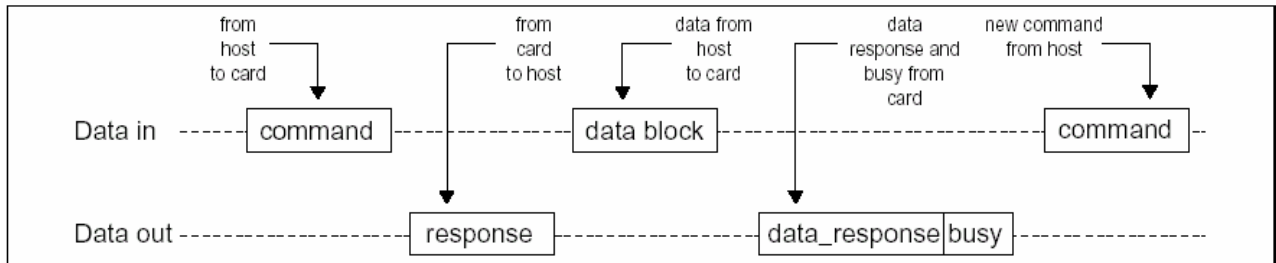 from
host
to card
from
card
to host
data from
host
to card
data
response and
busy from
card
new command
from host
Data in
command
data block
command
Data out
response
data_response
busy